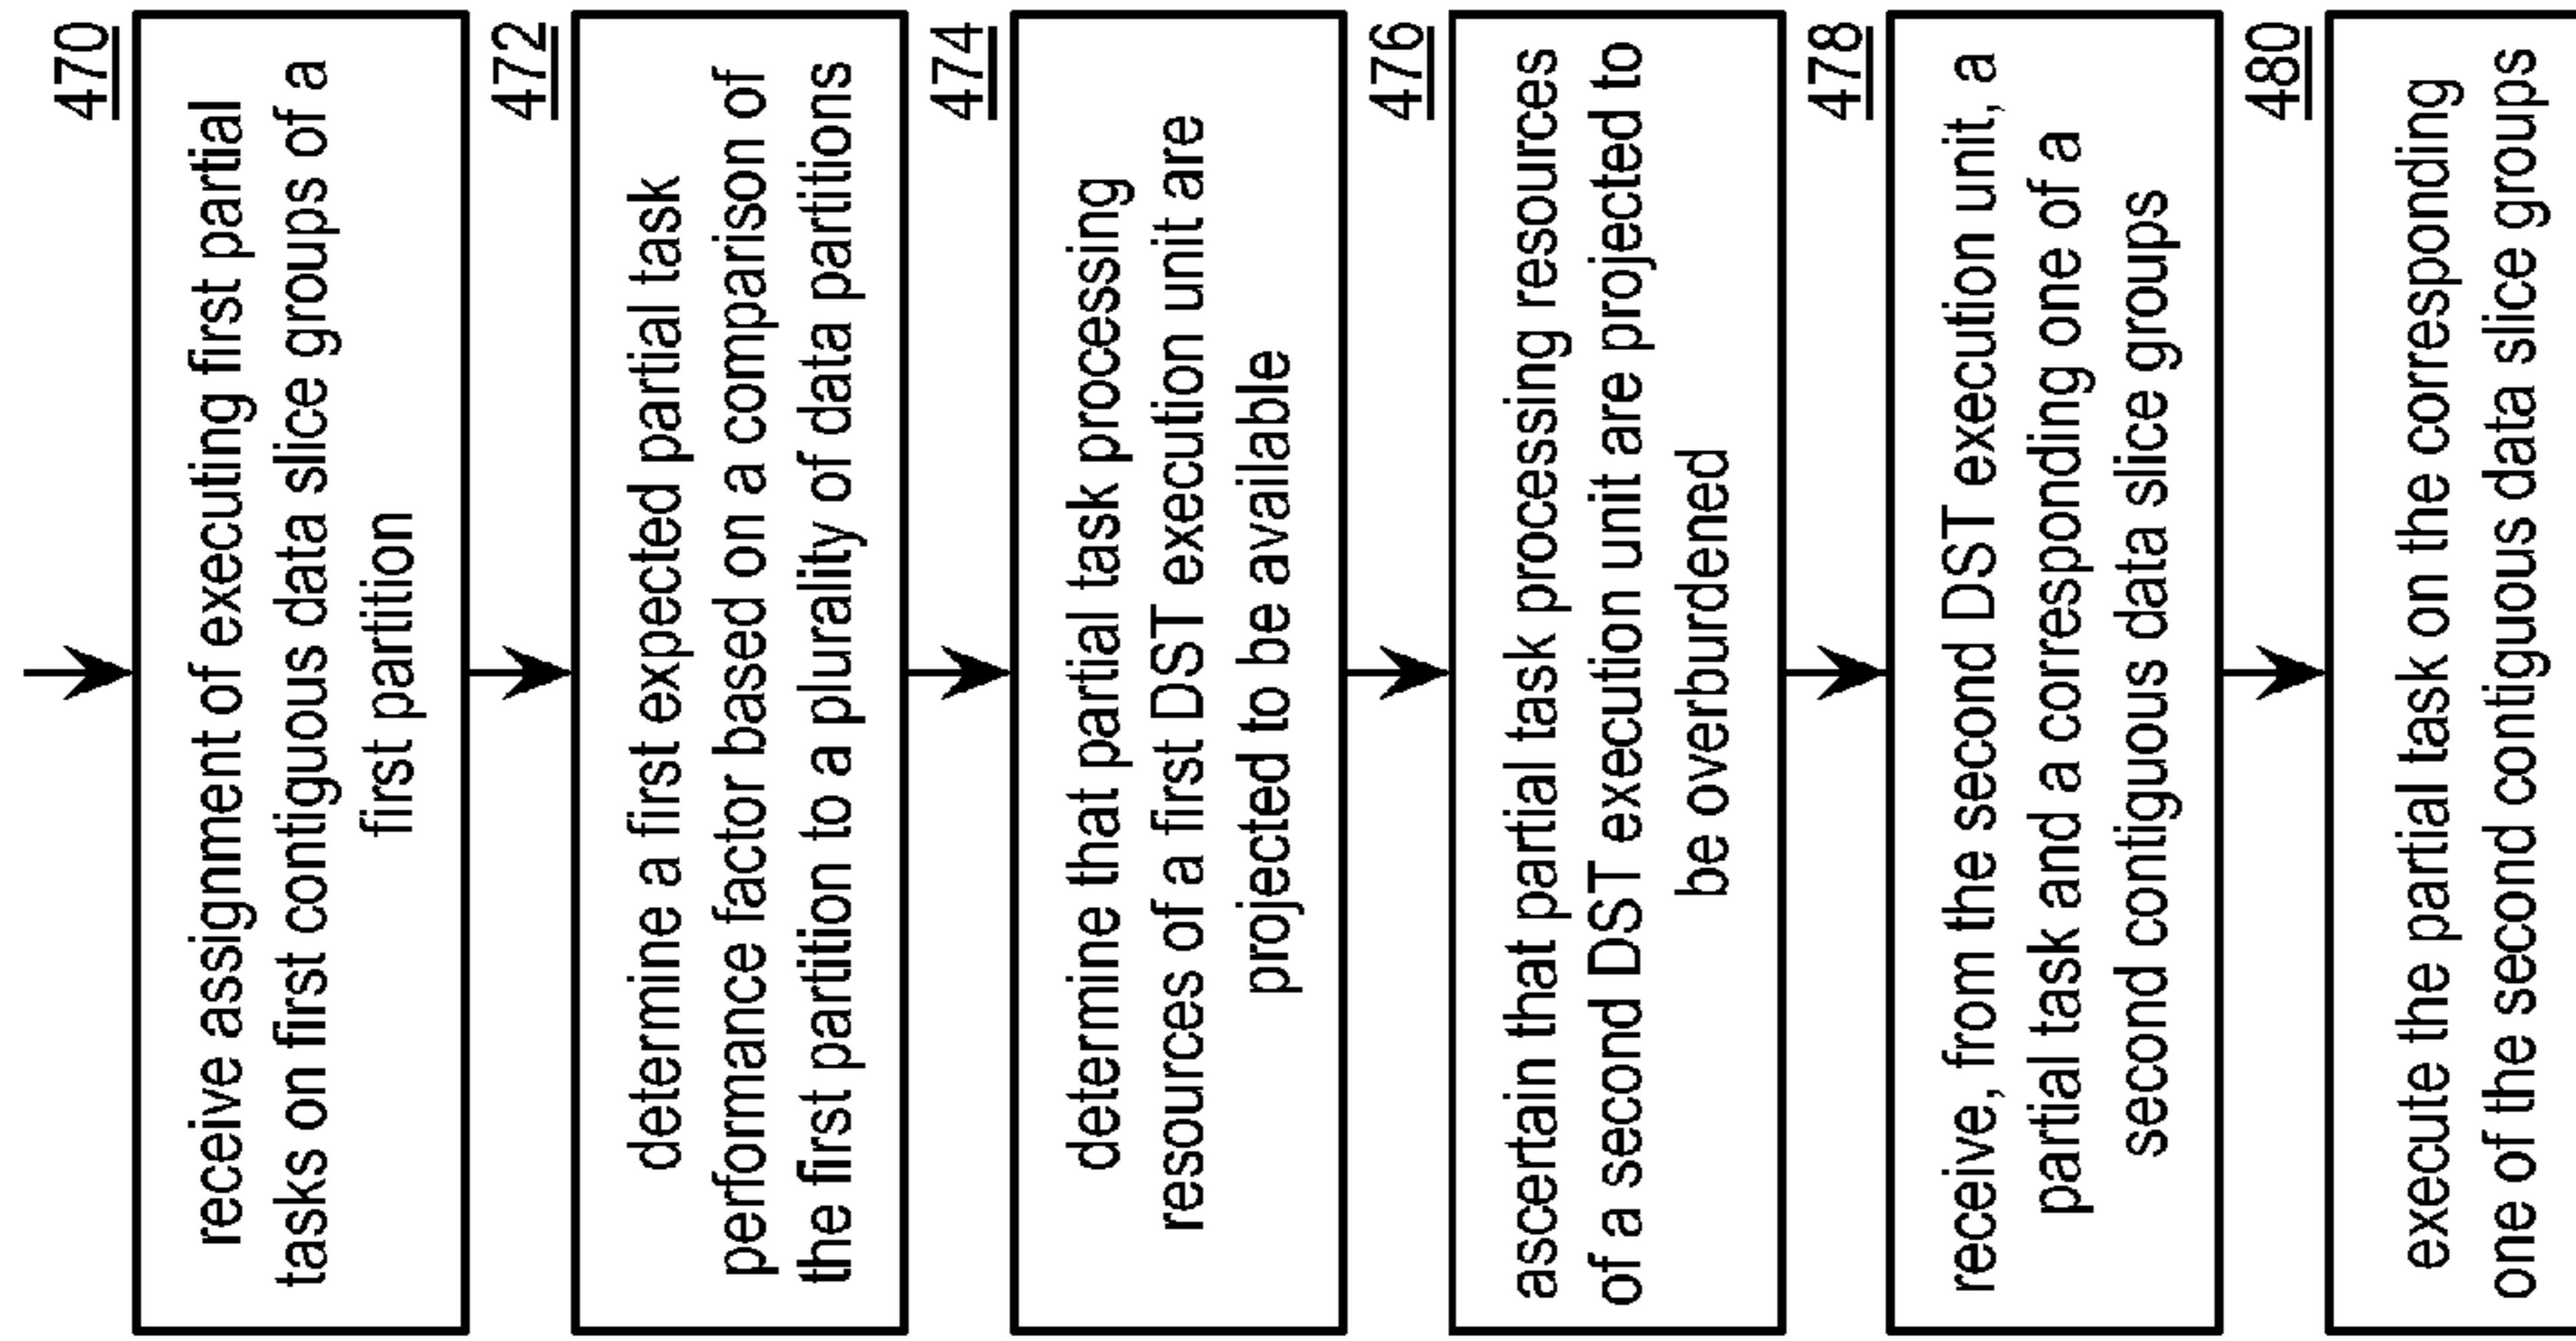 470
receive assignment of executing first partial
tasks on first contiguous data slice groups of a
first partition
472
determine a first expected partial task
performance factor based on a comparison of
the first partition to a plurality of data partitions
474
determine that partial task processing
resources of a first DST execution unit are
projected to be available
476
ascertain that partial task processing resources
of a second DST execution unit are projected to
be overburdened
478
receive, from the second DST execution unit, a
partial task and a corresponding one of a
second contiguous data slice groups
480
execute the partial task on the corresponding
one of the second contiguous data slice groups